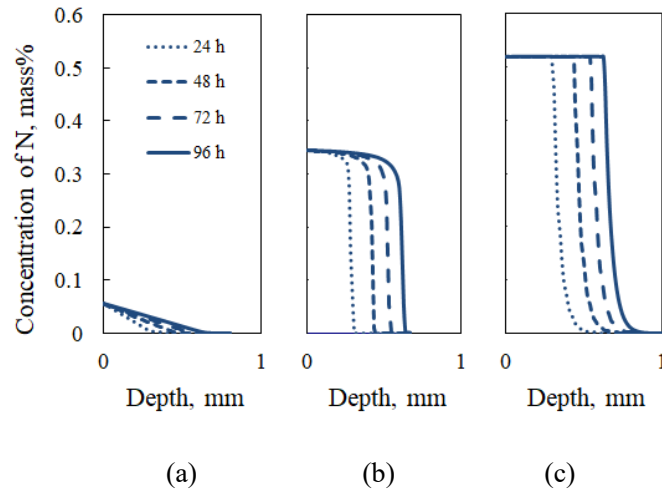 Concentration of N, mass%
0.6
0.5
0.4
0.3
0.2
0.1
0
24 h
48 h
72 h
96 h
0 1
0 1
0 1
Depth, mm
Depth, mm
Depth, mm
(a)
(b)
(c)